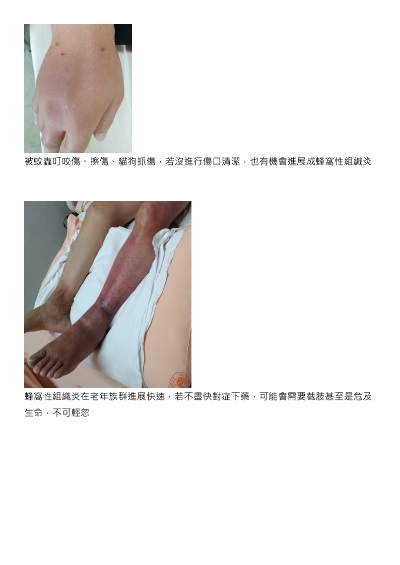 被蚊蟲叮咬傷、擦傷、貓狗抓傷，若沒進行傷口清潔，也有機會進展成蜂窩性組織炎
蜂窩性組織炎在老年族群進展快速，若不盡快對症下藥，可能會需要截肢甚至是危及
生命，不可輕忽